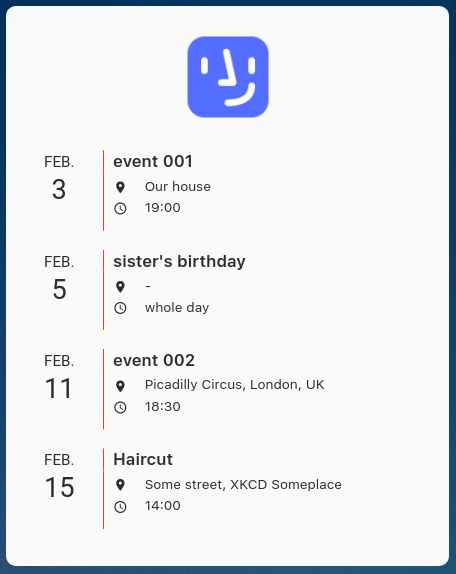 FEB.
3
event 001
Our house
19:00
FEB.
5
sister's birthday
-
whole day
FEB.
11
event 002
Picadilly Circus, London, UK
18:30
FEB.
15
Haircut
Some street, XKCD Someplace
14:00